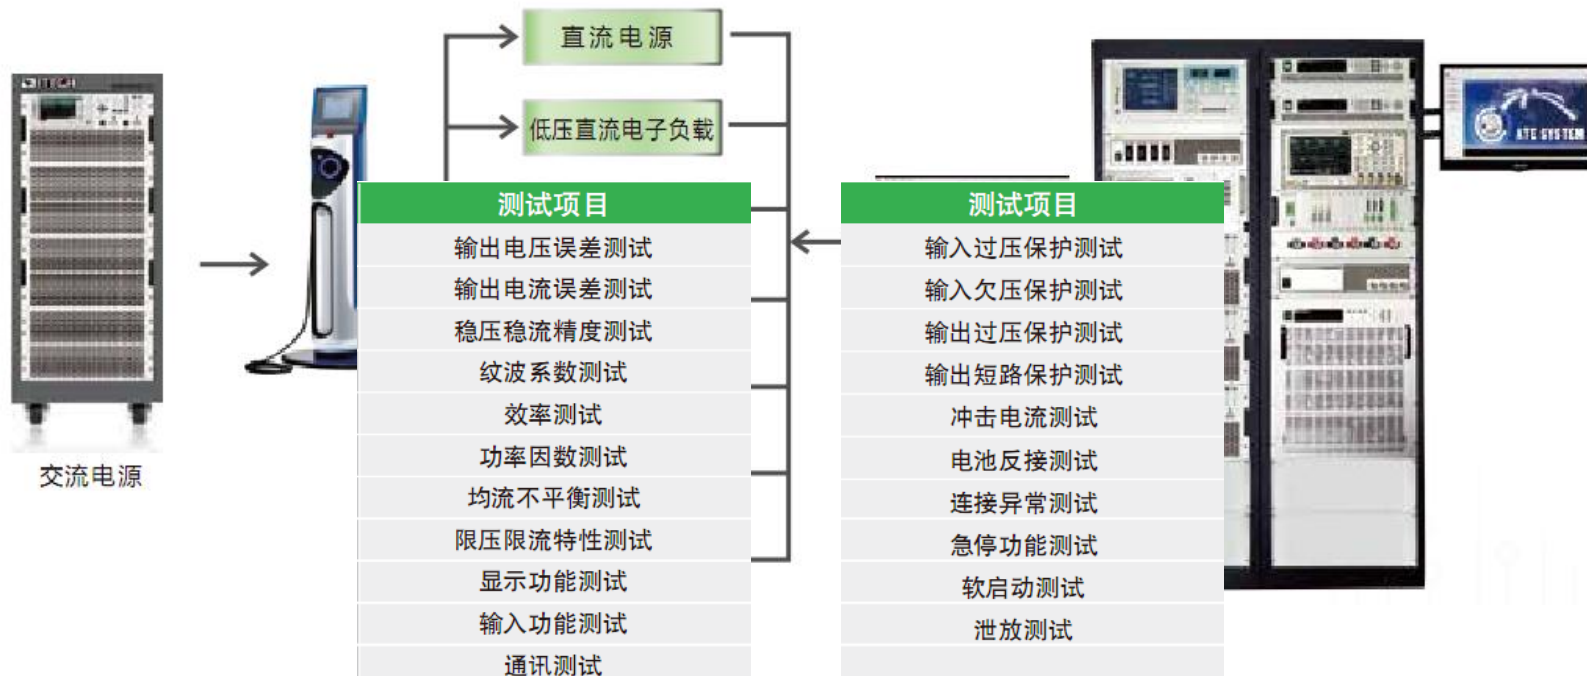 直流电源
低压直流电子负载
ITECH
ATE SYSTEM
交流电源
测试项目
输出电压误差测试
输出电流误差测试
稳压稳流精度测试
纹波系数测试
效率测试
功率因数测试
均流不平衡测试
限压限流特性测试
显示功能测试
输入功能测试
通讯测试
测试项目
输入过压保护测试
输入欠压保护测试
输出过压保护测试
输出短路保护测试
冲击电流测试
电池反接测试
连接异常测试
急停功能测试
软启动测试
泄放测试